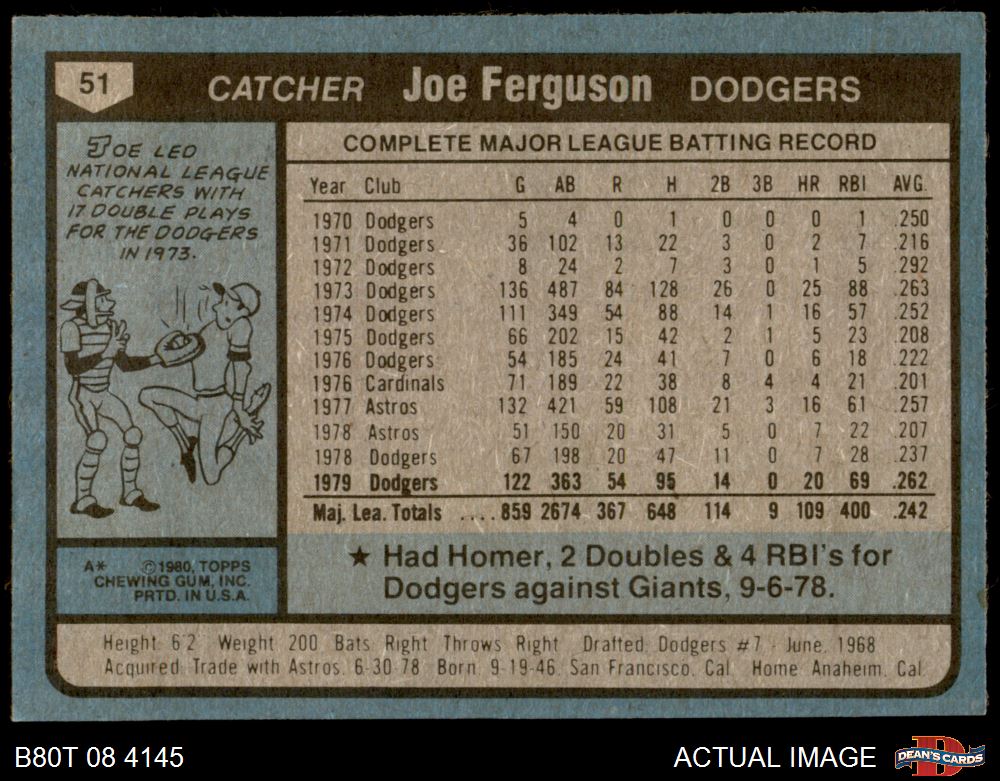 51 CATCHER Joe Ferguson DODGERS
JOE LED
NATIONAL LEAGUE
CATCHERS WITH
17 DOUBLE PLAYS
FOR THE DODGERS
IN 1973.
COMPLETE MAJOR LEAGUE BATTING RECORD
Year Club G AB R H 2B 3B HR RBI AVG.
1970 Dodgers 5 4 0 1 0 0 0 1 .250
1971 Dodgers 36 102 13 22 3 0 2 7 .216
1972 Dodgers 8 24 2 7 3 0 1 5 .292
1973 Dodgers 136 487 84 128 26 0 25 88 .263
1974 Dodgers 111 349 54 88 14 1 16 57 .252
1975 Dodgers 66 202 15 42 2 1 5 23 .208
1976 Dodgers 54 185 24 41 7 0 6 18 .222
1976 Cardinals 71 189 22 38 8 4 4 21 .201
1977 Astros 132 421 59 108 21 3 16 61 .257
1978 Astros 51 150 20 31 5 0 7 22 .207
1978 Dodgers 67 198 20 47 11 0 7 28 .237
1979 Dodgers 122 363 54 95 14 0 20 69 .262
Maj. Lea. Totals ....859 2674 367 648 114 9 109 400 .242
A* ©1980, TOPPS
CHEWING GUM, INC.
PRTD. IN U.S.A.
★ Had Homer, 2 Doubles & 4 RBI's for
Dodgers against Giants, 9-6-78.
Height 6'2 Weight 200 Bats Right Throws Right Drafted Dodgers #7 - June, 1968
Acquired Trade with Astros, 6-30-78 Born 9-19-46, San Francisco, Cal. Home Anaheim, Cal.
B80T 08 4145
ACTUAL IMAGE
D
DEAN'S CARDS